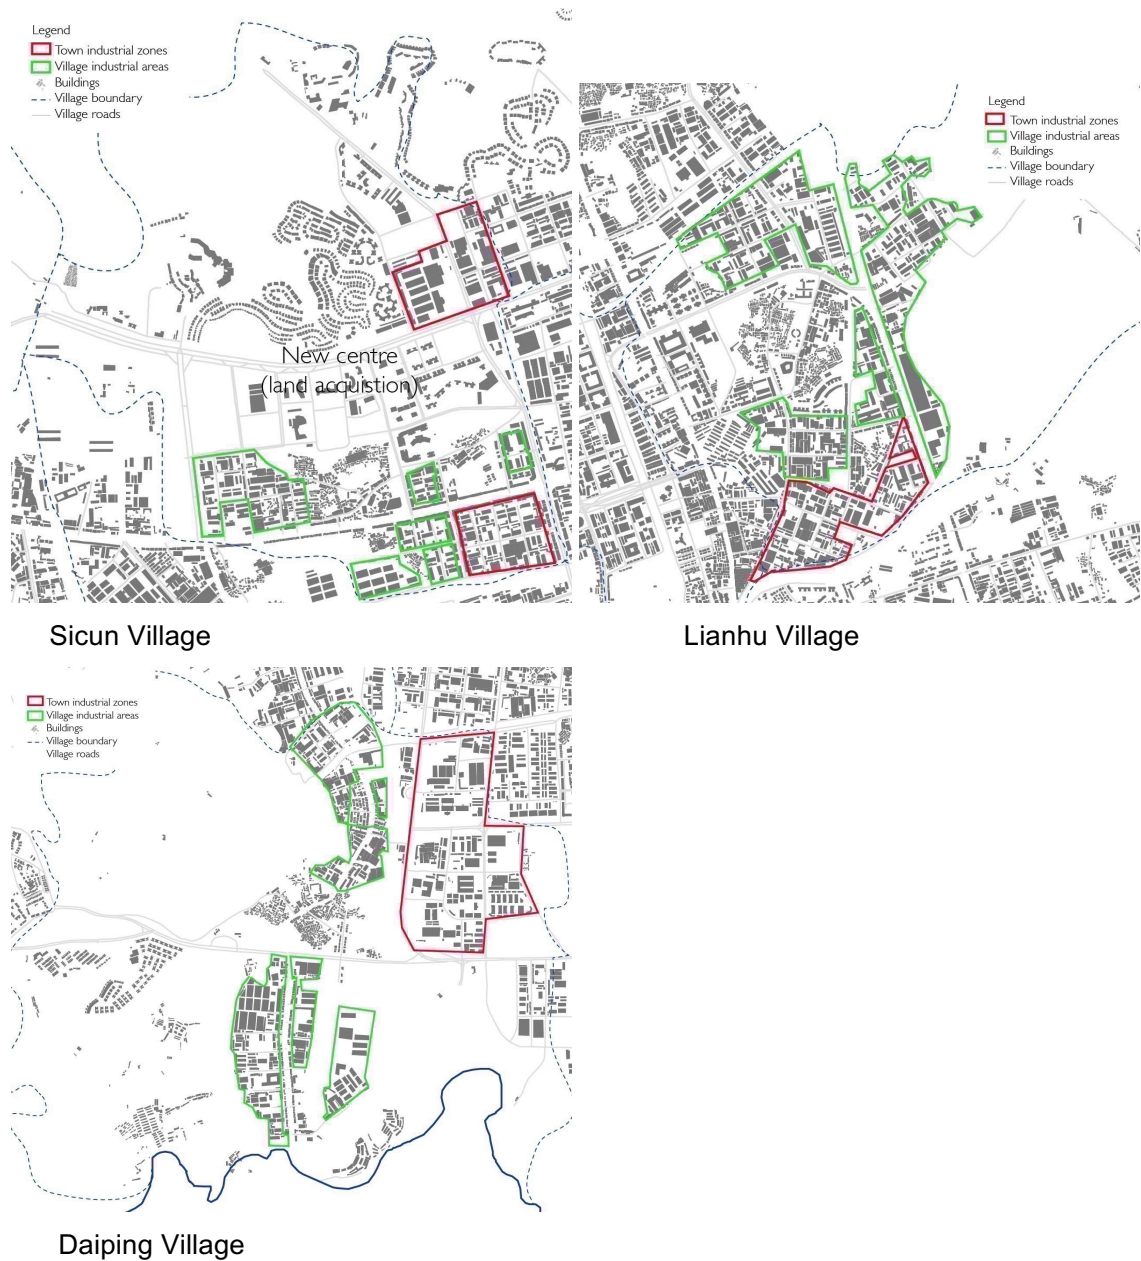 Legend
Town industrial zones
Village industrial areas
Buildings
Village boundary
Village roads
New centre
(land acquistion)
Sicun Village
Legend
Town industrial zones
Village industrial areas
Buildings
Village boundary
Village roads
Lianhu Village
Town industrial zones
Village industrial areas
Buildings
Village boundary
Village roads
Daiping Village